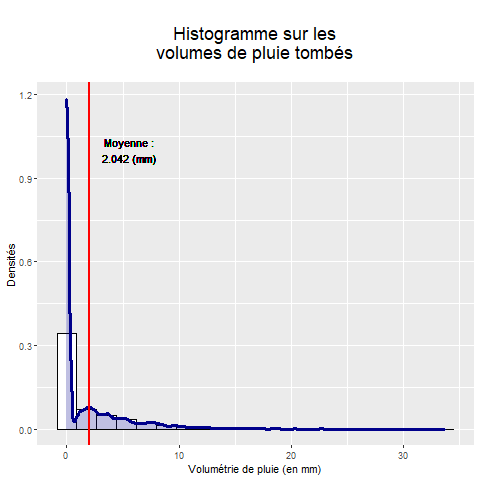 Histogramme sur les
volumes de pluie tombés
1.2
0.9
0.6
0.3
0.0
Densités
Moyenne :
2.042 (mm)
0 10 20 30
Volumétrie de pluie (en mm)